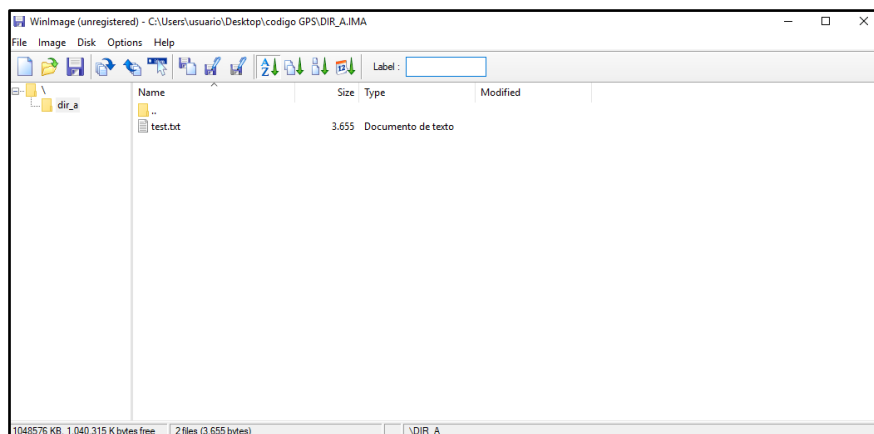 WinImage (unregistered) - C:\Users\usuario\Desktop\codigo GPS\DIR_A.IMA
File Image Disk Options Help
A Z 12 Label :
\ Name Size Type Modified
dir_a ..
test.txt 3.655 Documento de texto
1048576 KB, 1.040.315 K bytes free 2 files (3.655 bytes) \DIR_A